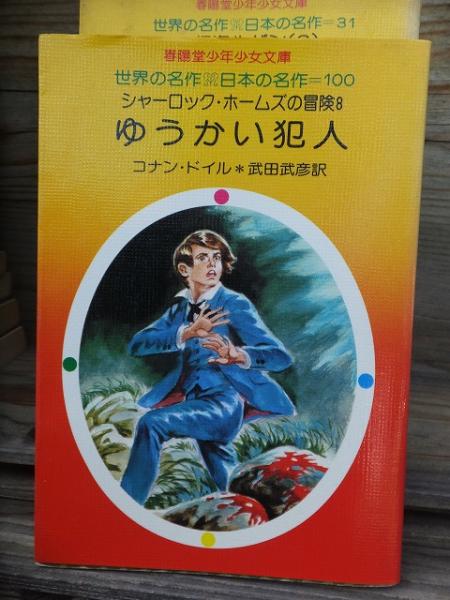 春陽堂少年少女文庫
世界の名作※日本の名作=31
春陽堂少年少女文庫
世界の名作※日本の名作=100
シャーロック・ホームズの冒険8
ゆうかい犯人
コナン・ドイル*武田武彦訳